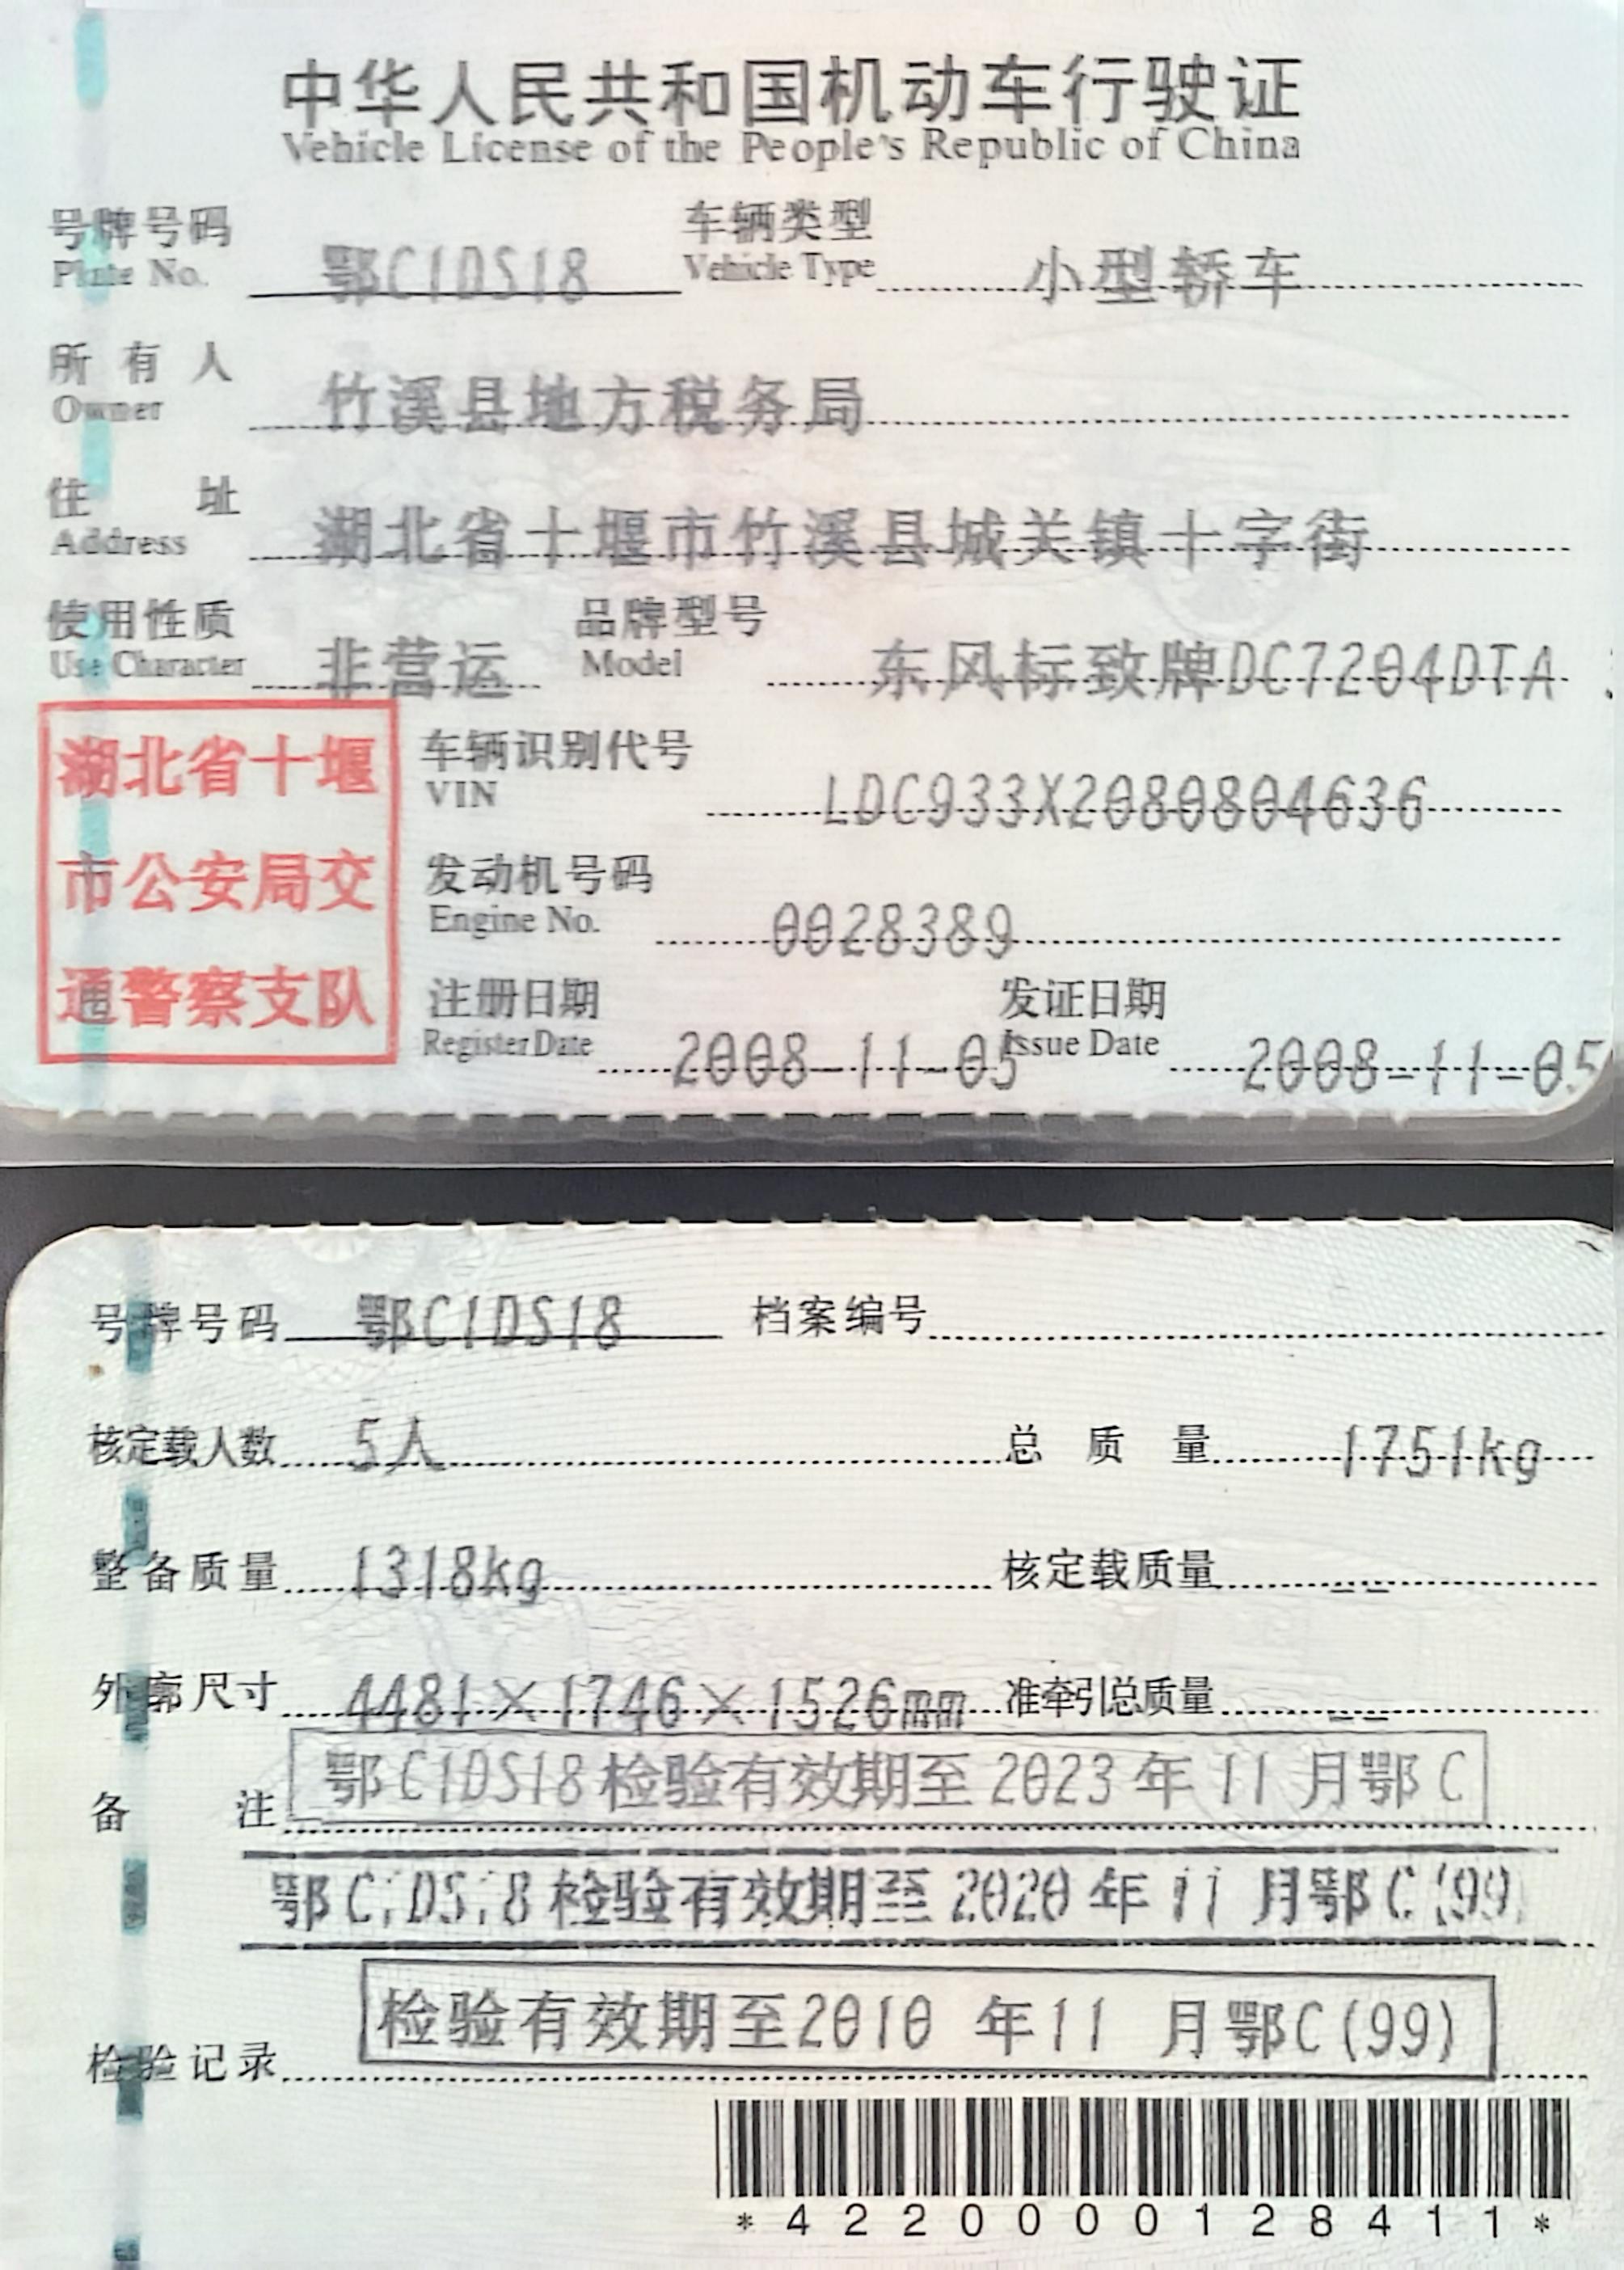 中华人民共和国机动车行驶证
Vehicle License of the People's Republic of China
号牌号码 鄂C1DS18 车辆类型 小型轿车
Plate No. Vehicle Type
所有人 竹溪县地方税务局
Owner
住址 湖北省十堰市竹溪县城关镇十字街
Address
使用性质 非营运 品牌型号 东风标致牌DC7204DTA
Use Character Model
湖北省十堰
市公安局交
通警察支队
车辆识别代号 LDC933X2080804636
VIN
发动机号码 0028389
Engine No.
注册日期 2008-11-05 发证日期 2008-11-05
Register Date Issue Date
号牌号码 鄂C1DS18 档案编号
核定载人数 5人 总质量 1751kg
整备质量 1318kg 核定载质量 --
外廓尺寸 4481×1746×1526mm 准牵引总质量 --
备注 鄂C1DS18检验有效期至2023年11月鄂C
鄂C1DS18检验有效期至2020年11月鄂C(99)
检验记录 检验有效期至2010年11月鄂C(99)
*4220000128411*